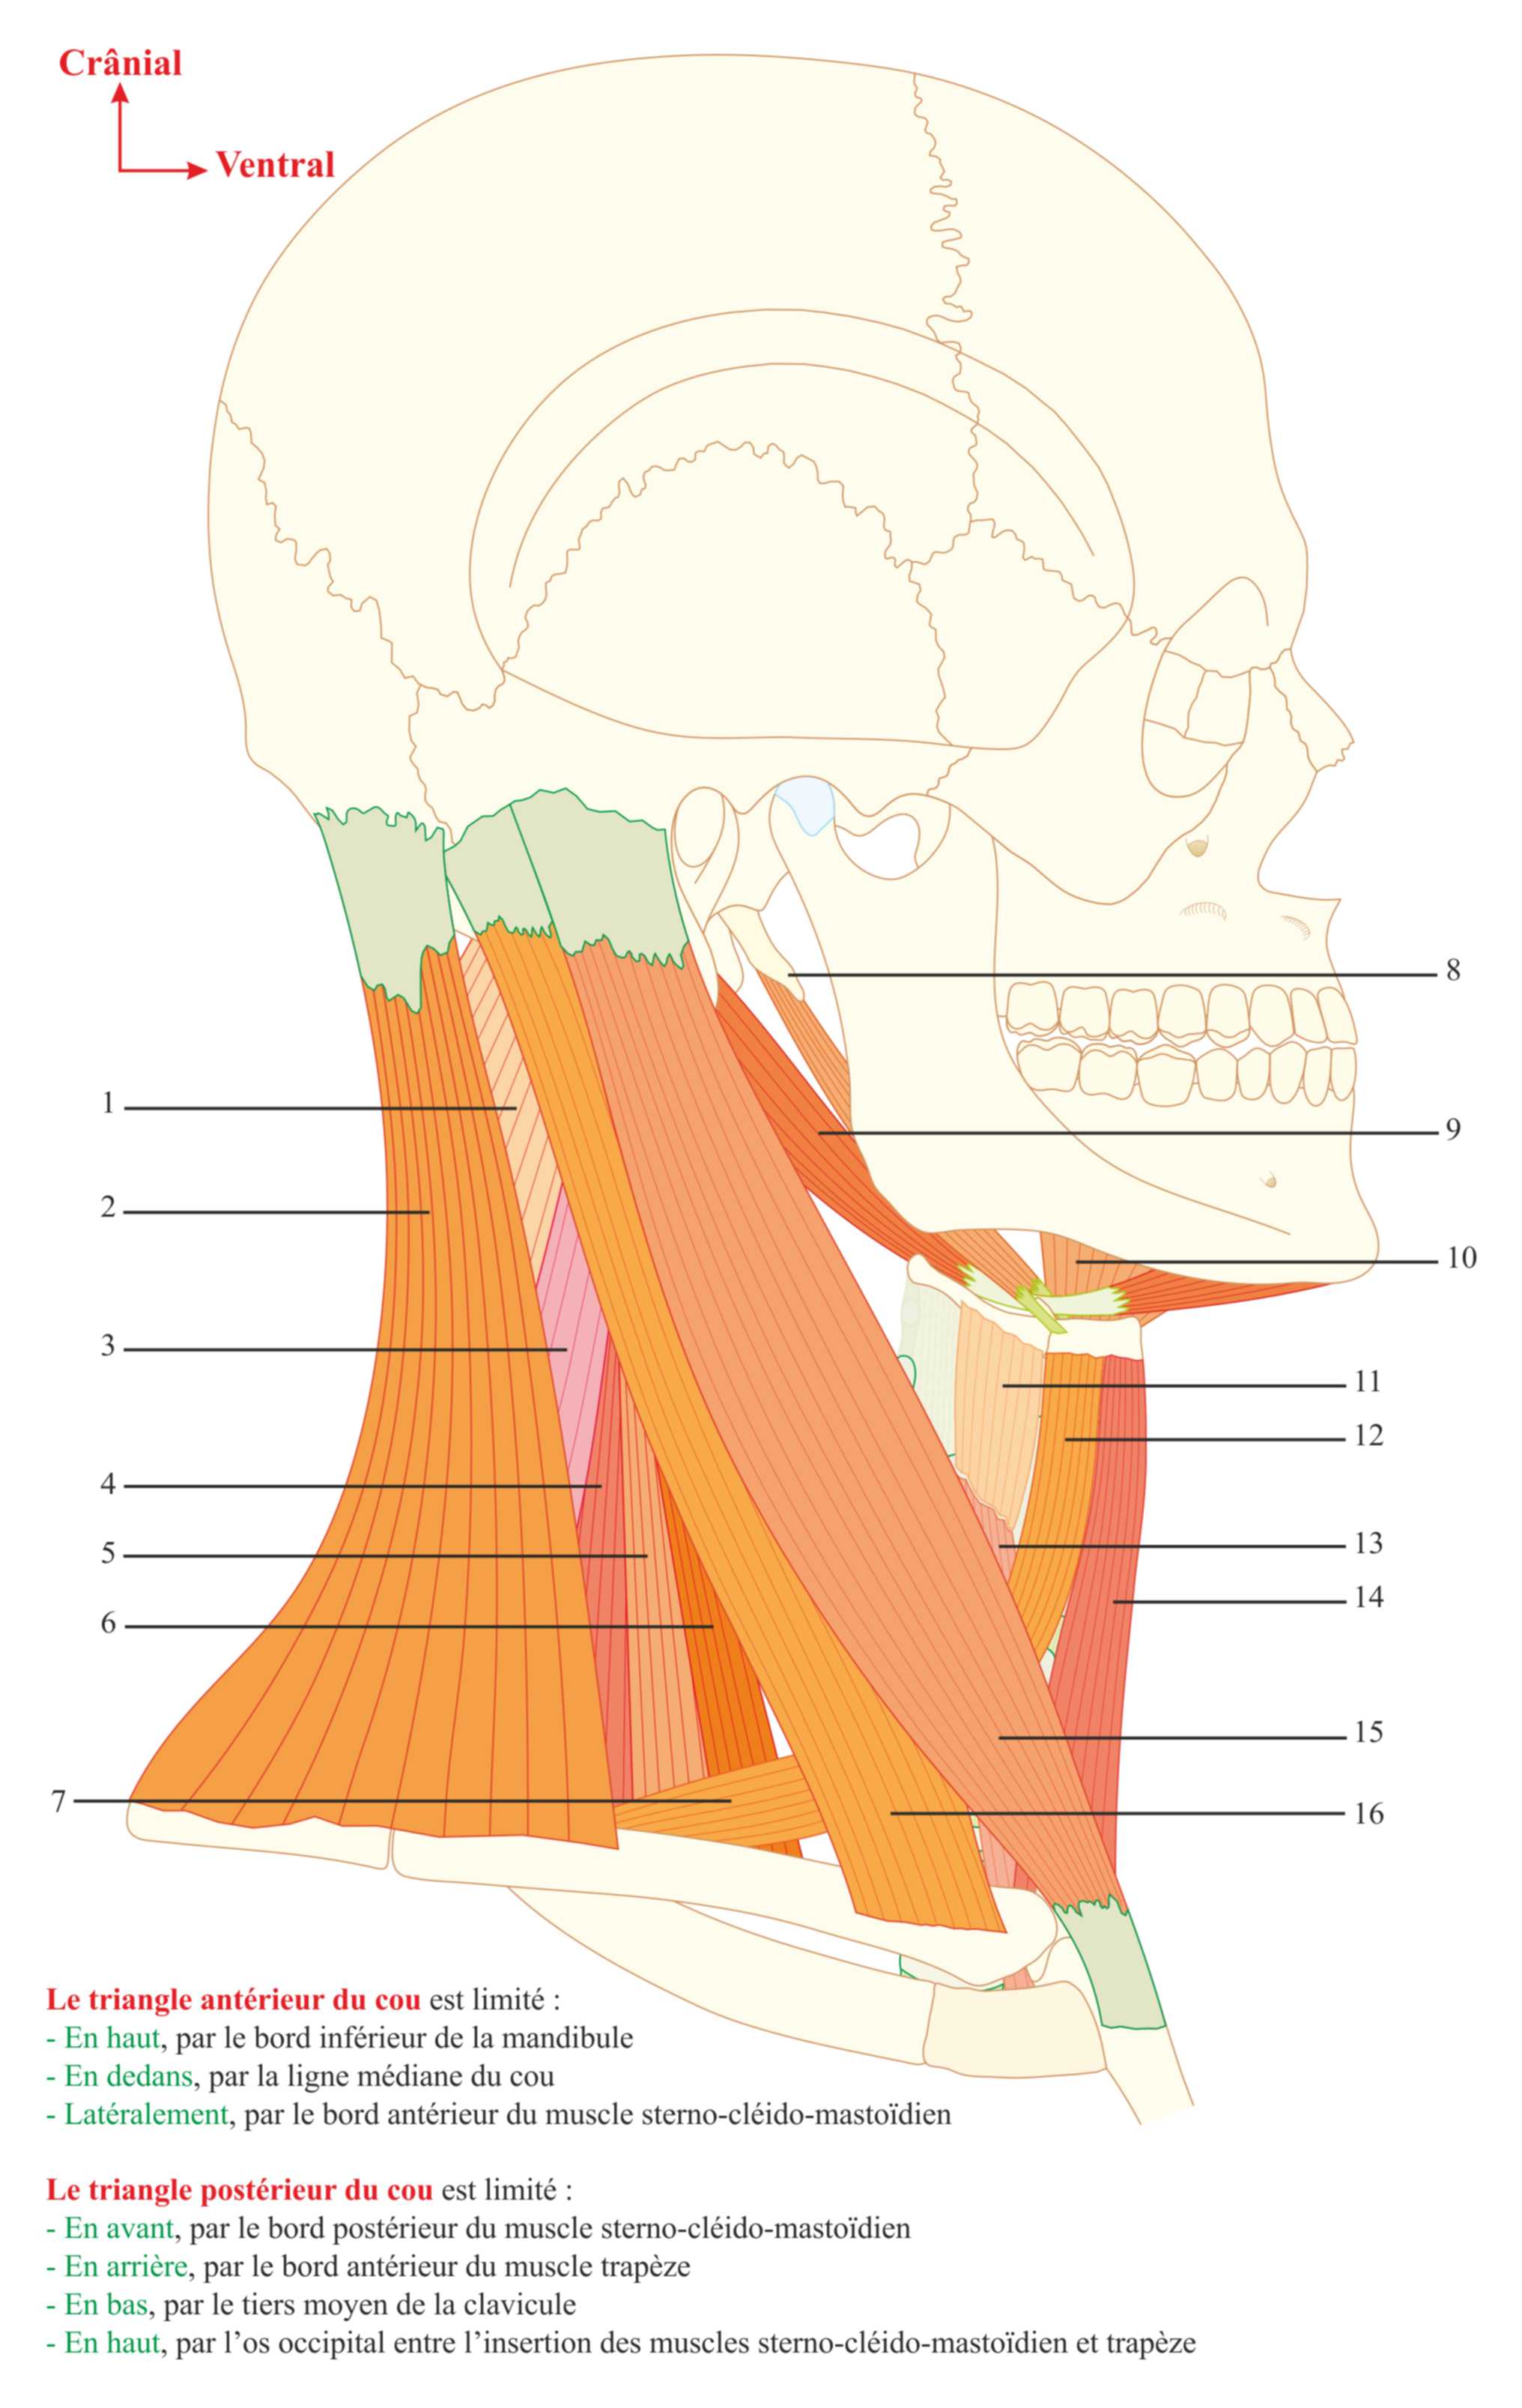 Crânial
Ventral
8
1
9
2
10
3
11
12
4
13
5
14
6
15
7
16
Le triangle antérieur du cou est limité :
- En haut, par le bord inférieur de la mandibule
- En dedans, par la ligne médiane du cou
- Latéralement, par le bord antérieur du muscle sterno-cléido-mastoïdien
Le triangle postérieur du cou est limité :
- En avant, par le bord postérieur du muscle sterno-cléido-mastoïdien
- En arrière, par le bord antérieur du muscle trapèze
- En bas, par le tiers moyen de la clavicule
- En haut, par l’os occipital entre l’insertion des muscles sterno-cléido-mastoïdien et trapèze